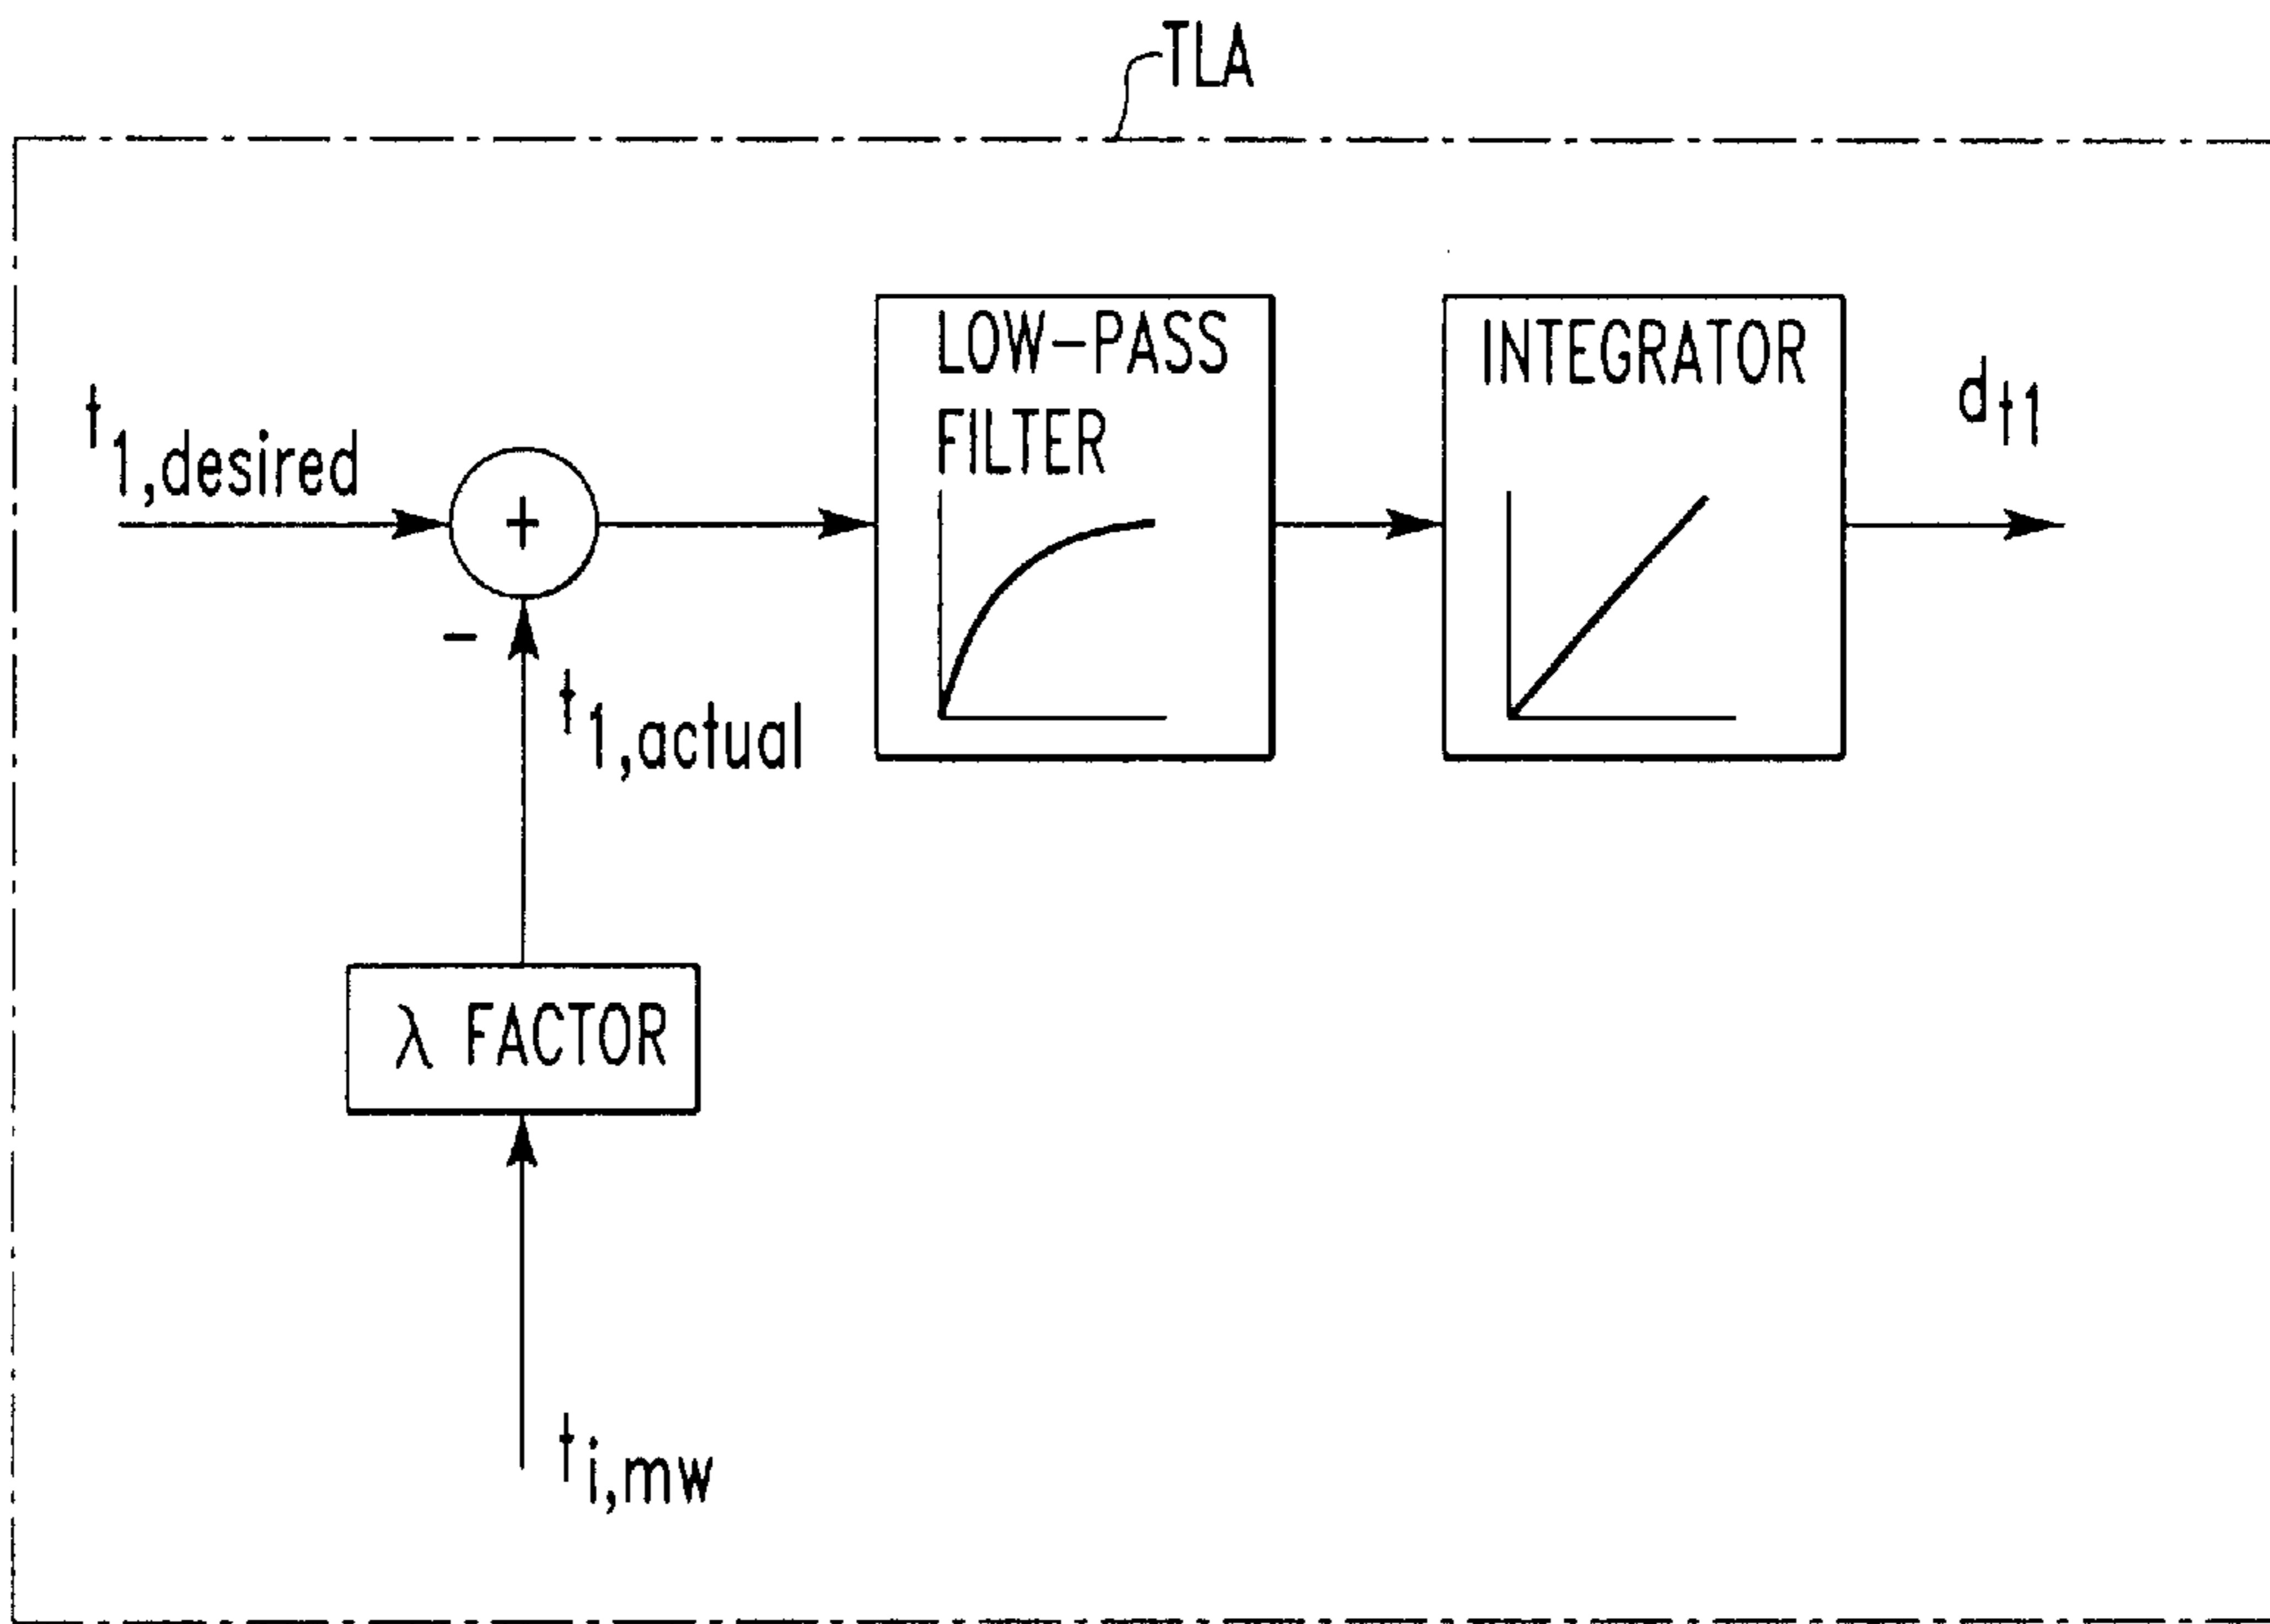 TLA
t1,desired
+
-
t1,actual
LOW-PASS
FILTER
INTEGRATOR
dt1
λ FACTOR
ti,mw